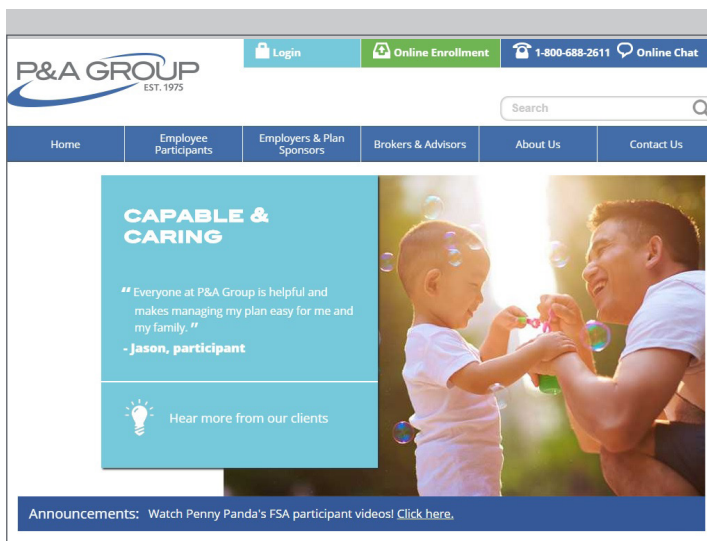 P&A GROUP
EST. 1975
Login
Online Enrollment
1-800-688-2611 Online Chat
Search
Home
Employee
Participants
Employers & Plan
Sponsors
Brokers & Advisors
About Us
Contact Us
CAPABLE &
CARING
“ Everyone at P&A Group is helpful and
makes managing my plan easy for me and
my family. ”
- Jason, participant
Hear more from our clients
Announcements: Watch Penny Panda's FSA participant videos! Click here.